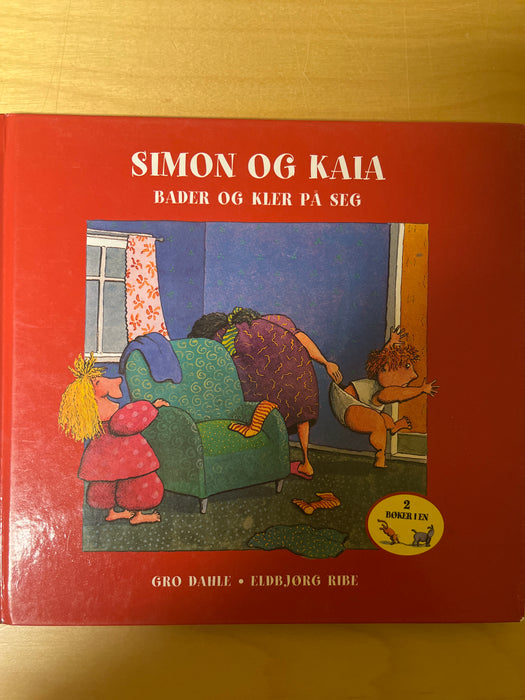 SIMON OG KAIA
BADER OG KLER PÅ SEG
2
BØKER I EN
GRO DAHLE • ELDBJØRG RIBE